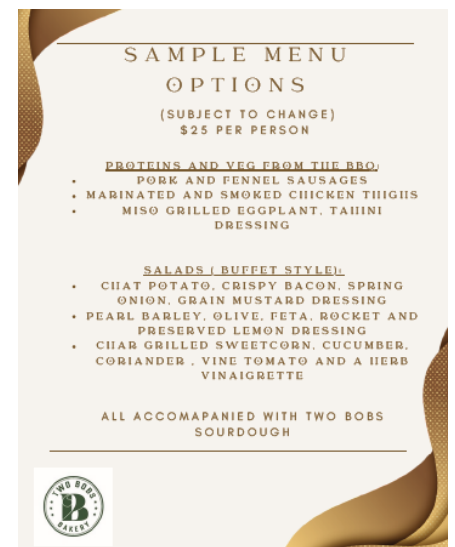 SAMPLE MENU
OPTIONS
(SUBJECT TO CHANGE)
$25 PER PERSON
PROTEINS AND VEG FROM THE BBQ:
• PORK AND FENNEL SAUSAGES
• MARINATED AND SMOKED CHICKEN THIGHS
• MISO GRILLED EGGPLANT, TAHINI
DRESSING
SALADS ( BUFFET STYLE):
• CHAT POTATO, CRISPY BACON, SPRING
ONION, GRAIN MUSTARD DRESSING
• PEARL BARLEY, OLIVE, FETA, ROCKET AND
PRESERVED LEMON DRESSING
• CHAR GRILLED SWEETCORN, CUCUMBER,
CORIANDER , VINE TOMATO AND A HERB
VINAIGRETTE
ALL ACCOMAPANIED WITH TWO BOBS
SOURDOUGH
TWO BOBS
B
BAKERY